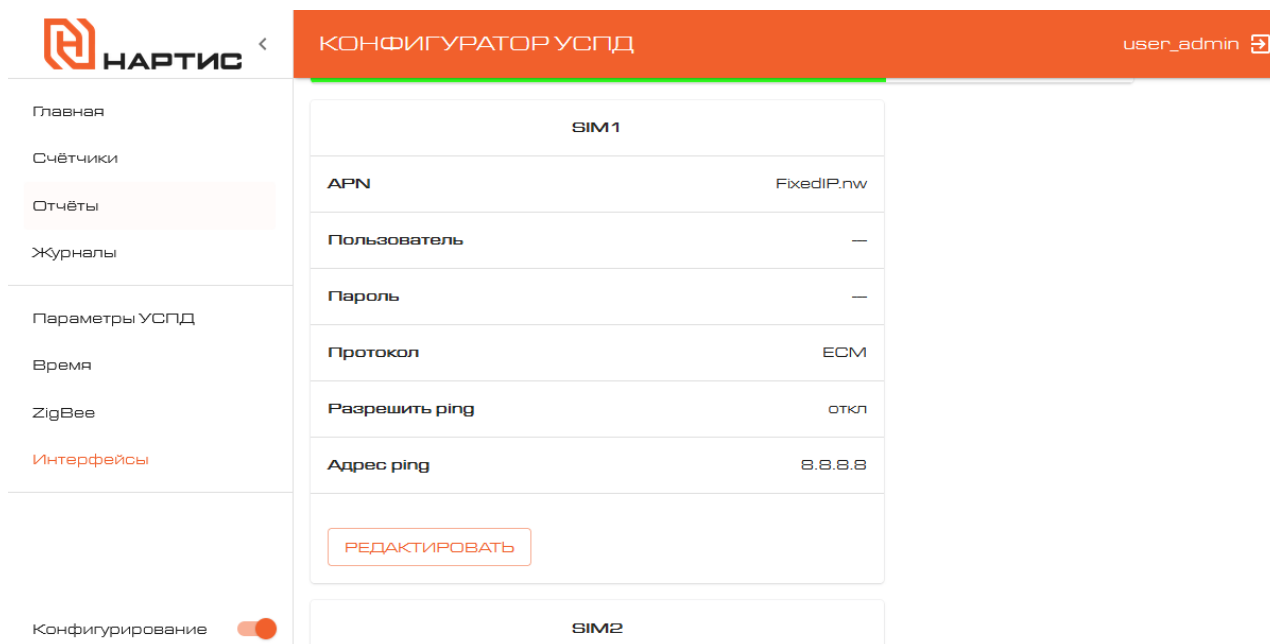 НАРТИС
КОНФИГУРАТОР УСПД
user_admin
Главная
Счётчики
Отчёты
Журналы
Параметры УСПД
Время
ZigBee
Интерфейсы
Конфигурирование
SIM1
APN FixedIP.nw
Пользователь —
Пароль —
Протокол ECM
Разрешить ping откл
Адрес ping 8.8.8.8
РЕДАКТИРОВАТЬ
SIM2